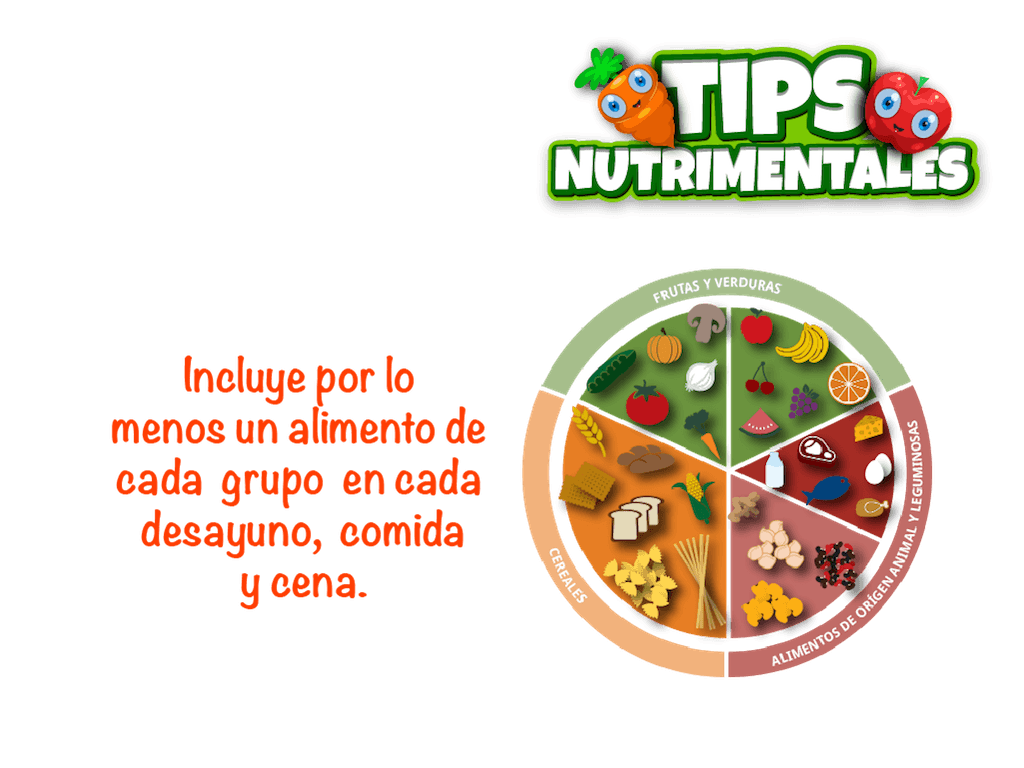 TIPS
NUTRIMENTALES
FRUTAS Y VERDURAS
Incluye por lo
menos un alimento de
cada grupo en cada
desayuno, comida
y cena.
CEREALES
ALIMENTOS DE ORÍGEN ANIMAL Y LEGUMINOSAS